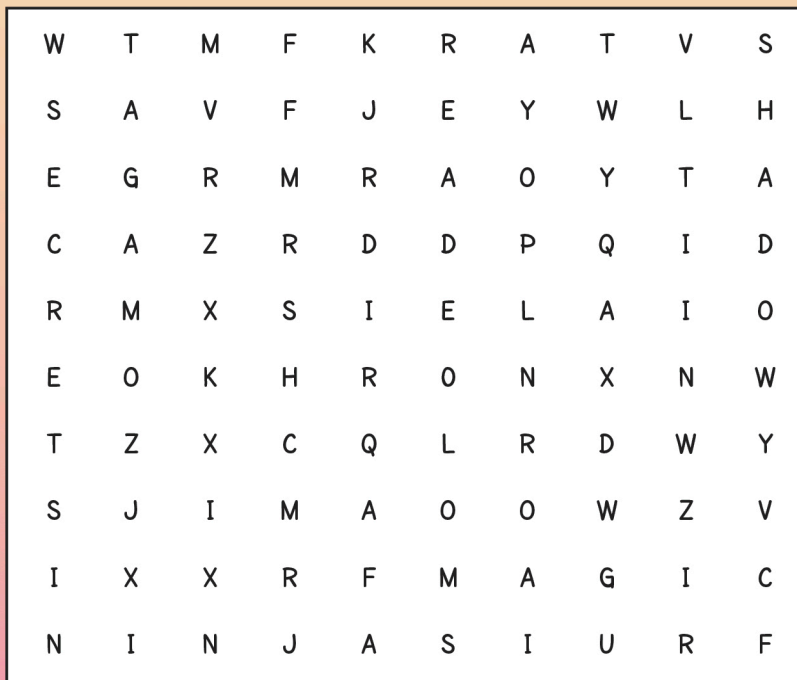 W T M F K R A T V S
S A V F J E Y W L H
E G R M R A O Y T A
C A Z R D D P Q I D
R M X S I E L A I O
E O K H R O N X N W
T Z X C Q L R D W Y
S J I M A O O W Z V
I X X R F M A G I C
N I N J A S I U R F